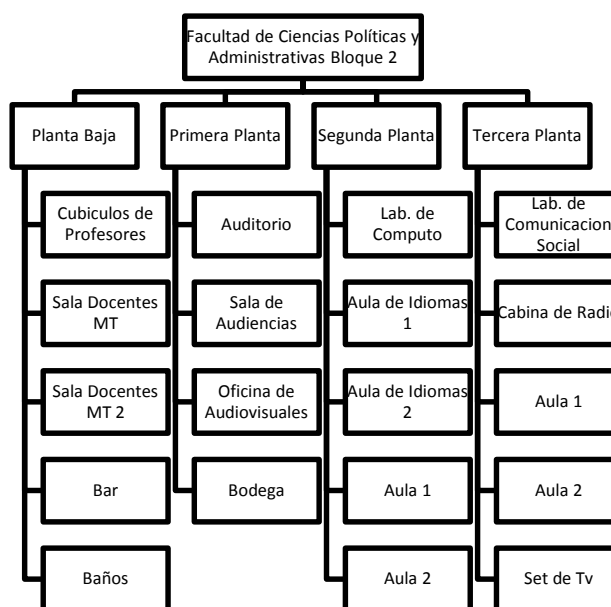 Facultad de Ciencias Políticas y
Administrativas Bloque 2
Planta Baja
Cubiculos de
Profesores
Sala Docentes
MT
Sala Docentes
MT 2
Bar
Baños
Primera Planta
Auditorio
Sala de
Audiencias
Oficina de
Audiovisuales
Bodega
Segunda Planta
Lab. de
Computo
Aula de Idiomas
1
Aula de Idiomas
2
Aula 1
Aula 2
Tercera Planta
Lab. de
Comunicacion
Social
Cabina de Radio
Aula 1
Aula 2
Set de Tv